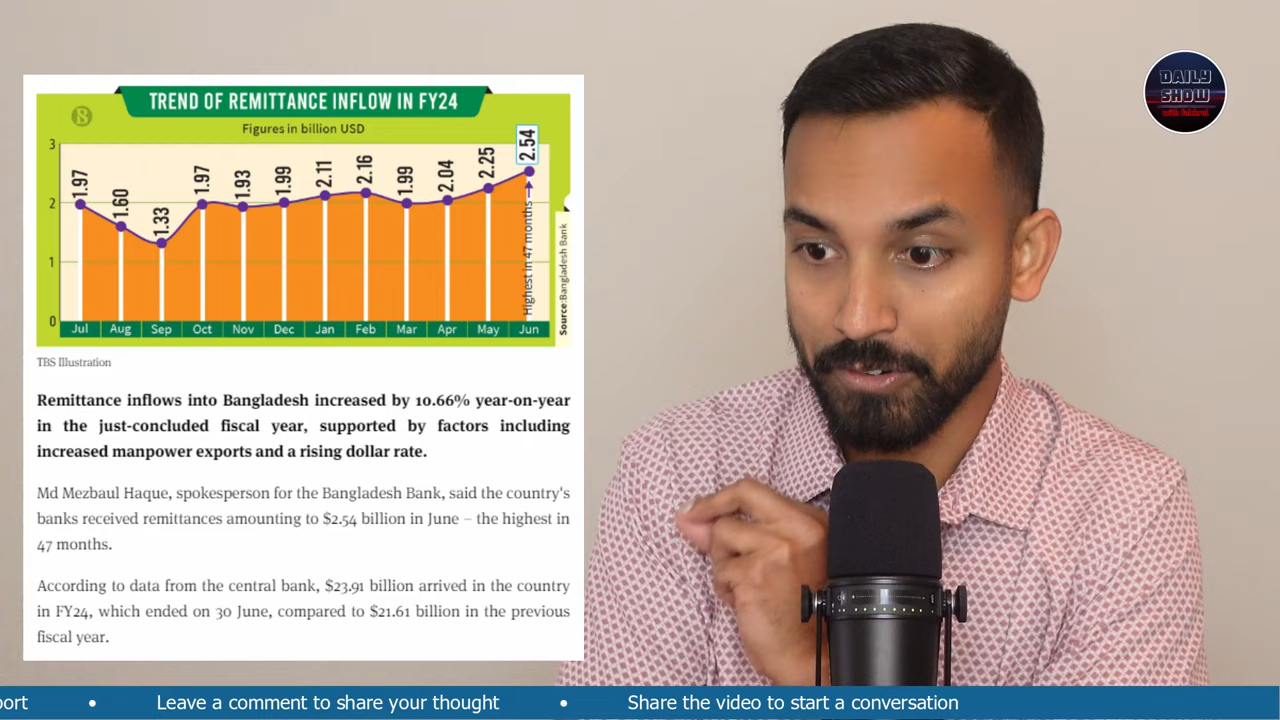 TREND OF REMITTANCE INFLOW IN FY24
Figures in billion USD
3
2
1
0
1.97
1.60
1.33
1.97
1.93
1.99
2.11
2.16
1.99
2.04
2.25
2.54
Highest in 47 months
Jul Aug Sep Oct Nov Dec Jan Feb Mar Apr May Jun
Source:Bangladesh Bank
TBS Illustration
Remittance inflows into Bangladesh increased by 10.66% year-on-year
in the just-concluded fiscal year, supported by factors including
increased manpower exports and a rising dollar rate.
Md Mezbaul Haque, spokesperson for the Bangladesh Bank, said the country's
banks received remittances amounting to $2.54 billion in June – the highest in
47 months.
According to data from the central bank, $23.91 billion arrived in the country
in FY24, which ended on 30 June, compared to $21.61 billion in the previous
fiscal year.
DAILY
SHOW
port • Leave a comment to share your thought • Share the video to start a conversation